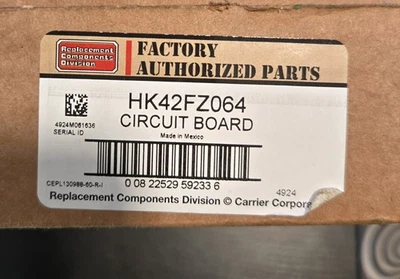 Replacement
Components
Division
FACTORY
AUTHORIZED PARTS
HK42FZ064
CIRCUIT BOARD
Made in Mexico
4924M061636
SERIAL ID
CEPL130988-60-R-I
0 08 22529 59233 6
4924
Replacement Components Division © Carrier Corpora